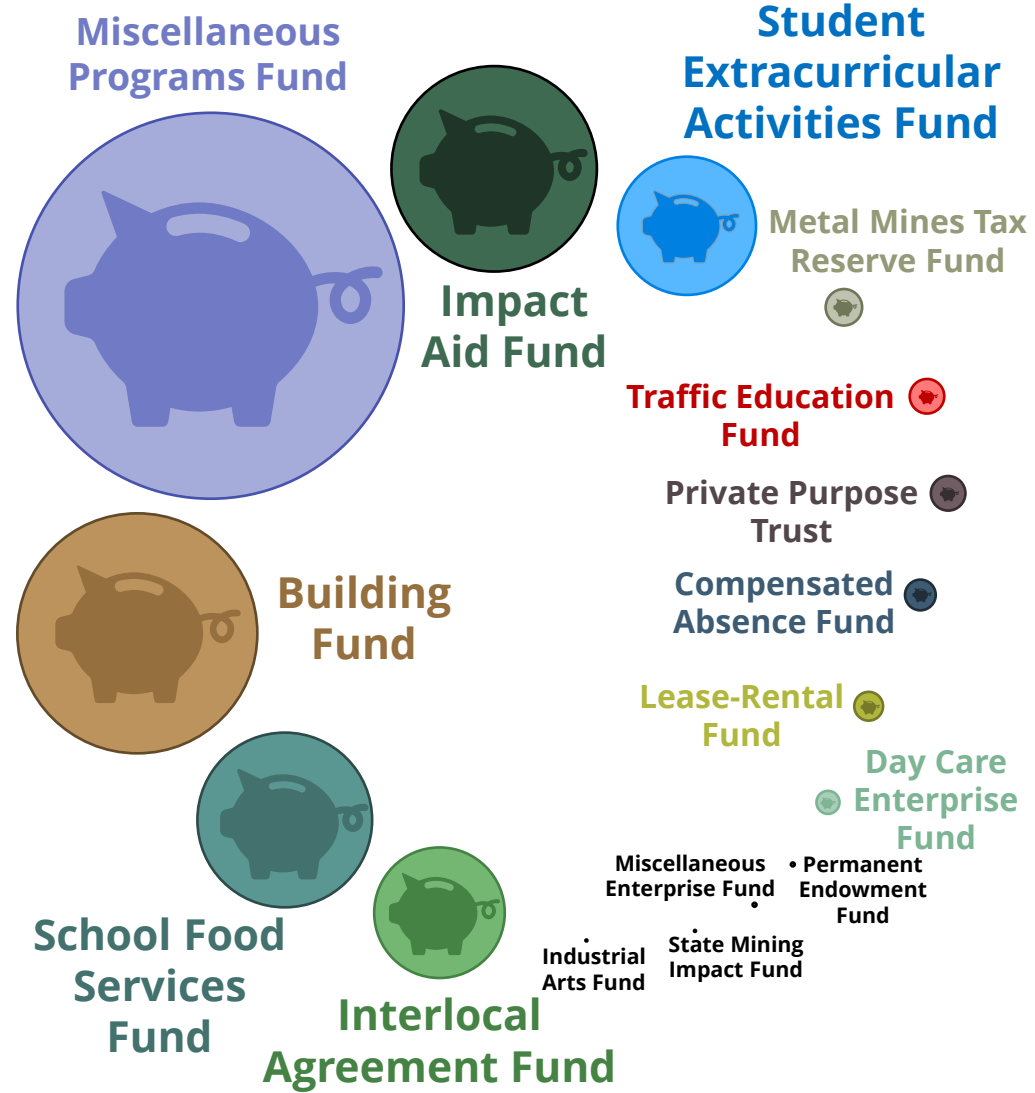 Miscellaneous
Programs Fund
Student
Extracurricular
Activities Fund
Metal Mines Tax
Reserve Fund
Impact
Aid Fund
Traffic Education
Fund
Private Purpose
Trust
Building
Fund
Compensated
Absence Fund
Lease-Rental
Fund
Day Care
Enterprise
Fund
Miscellaneous
Enterprise Fund
Permanent
Endowment
Fund
School Food
Services
Fund
Industrial
Arts Fund
State Mining
Impact Fund
Interlocal
Agreement Fund